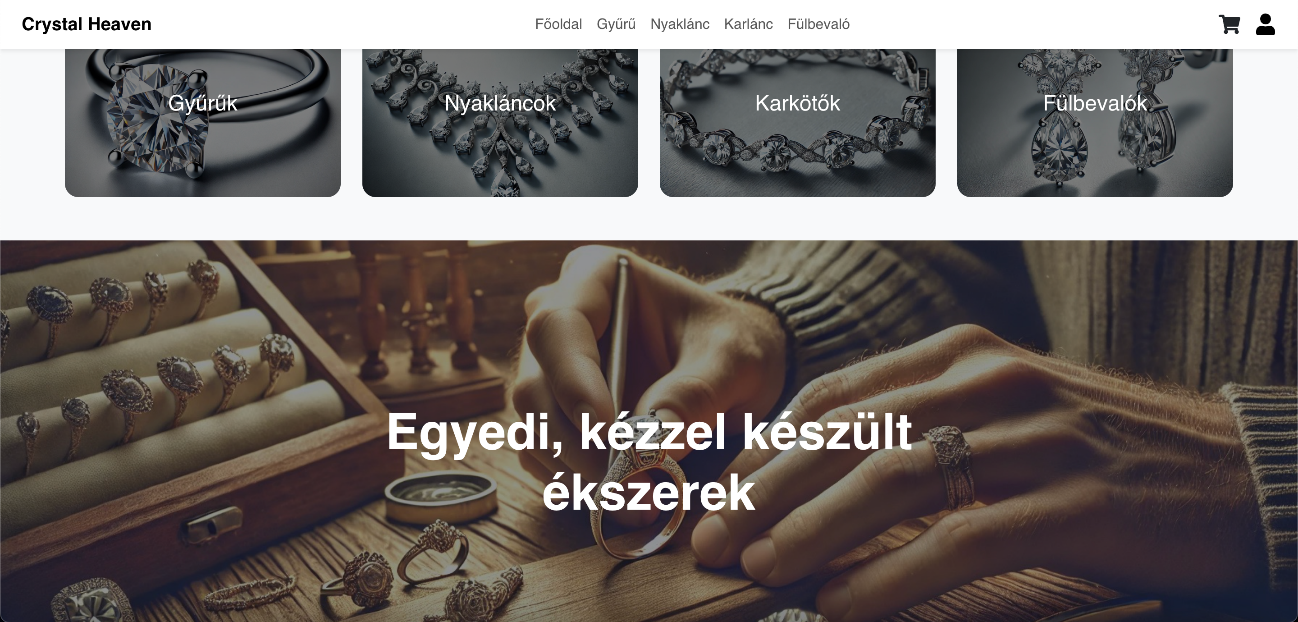 Crystal Heaven
Főoldal Gyűrű Nyaklánc Karlánc Fülbevaló
Gyűrűk
Nyakláncok
Karkötők
Fülbevalók
Egyedi, kézzel készült
ékszerek